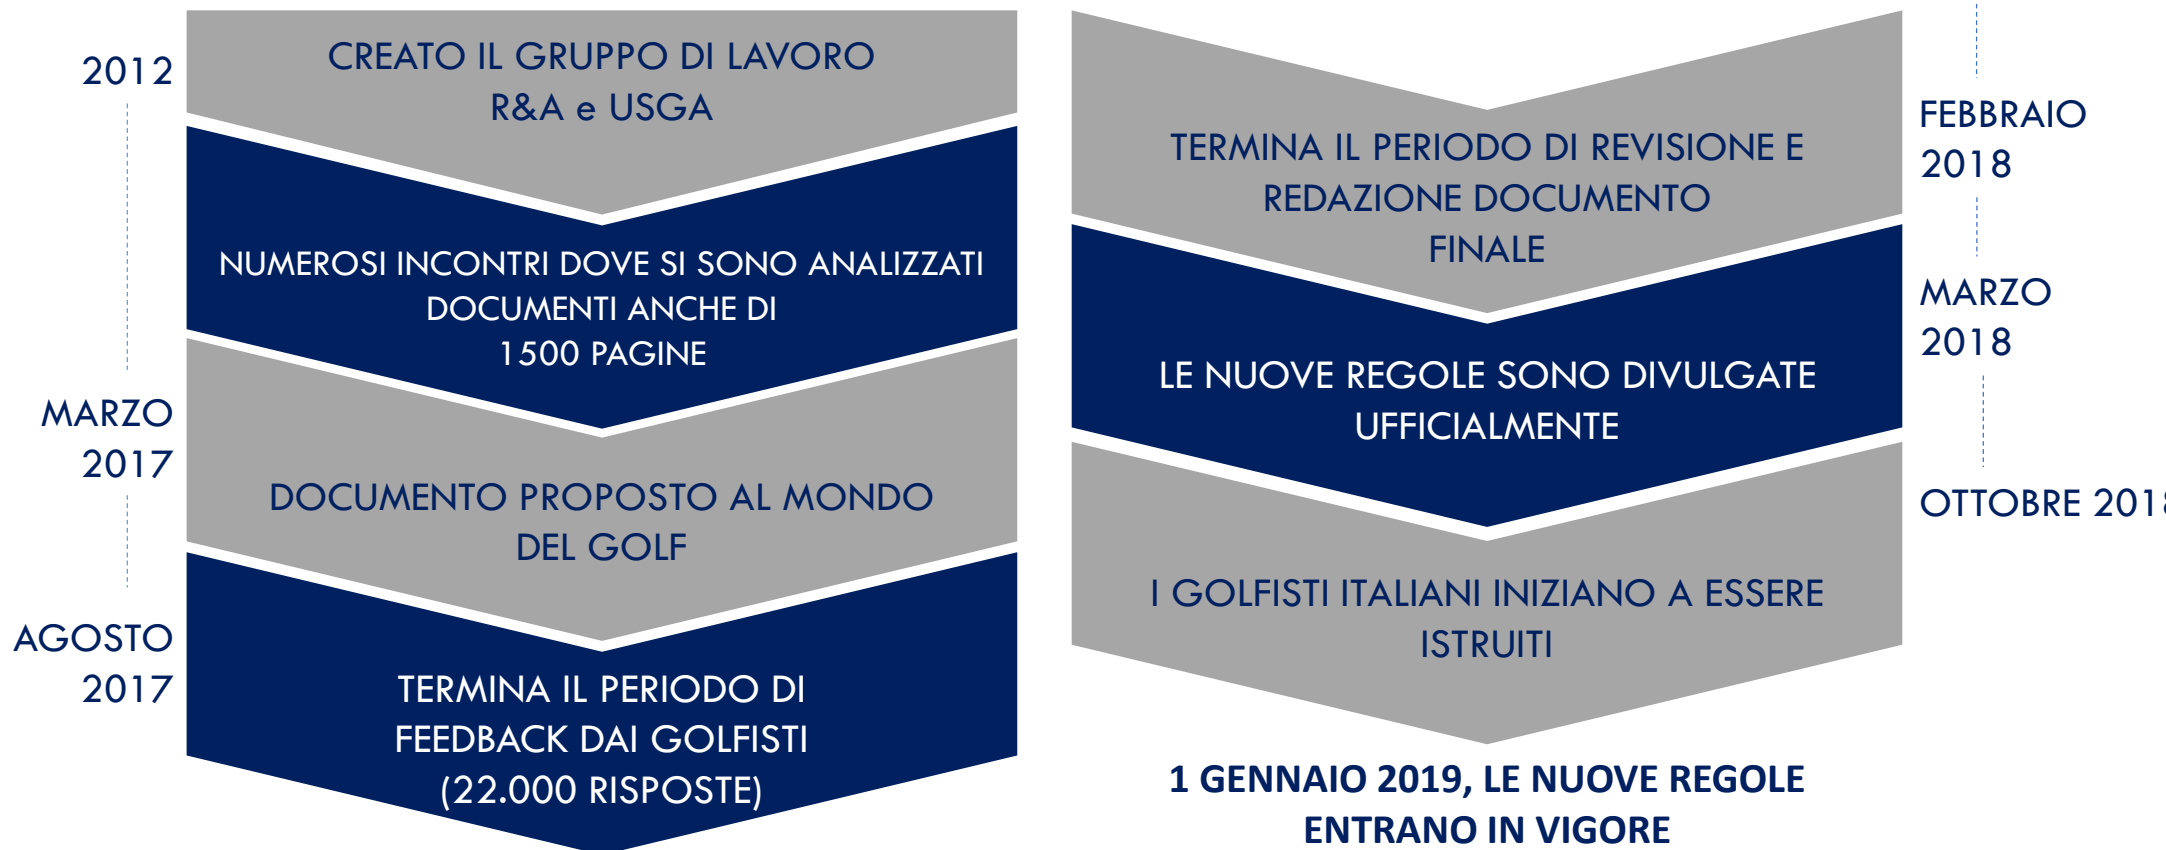 2012
CREATO IL GRUPPO DI LAVORO
R&A e USGA
NUMEROSI INCONTRI DOVE SI SONO ANALIZZATI
DOCUMENTI ANCHE DI
1500 PAGINE
MARZO
2017
DOCUMENTO PROPOSTO AL MONDO
DEL GOLF
AGOSTO
2017
TERMINA IL PERIODO DI
FEEDBACK DAI GOLFISTI
(22.000 RISPOSTE)
FEBBRAIO
2018
TERMINA IL PERIODO DI REVISIONE E
REDAZIONE DOCUMENTO
FINALE
MARZO
2018
LE NUOVE REGOLE SONO DIVULGATE
UFFICIALMENTE
OTTOBRE 2018
I GOLFISTI ITALIANI INIZIANO A ESSERE
ISTRUITI
1 GENNAIO 2019, LE NUOVE REGOLE
ENTRANO IN VIGORE